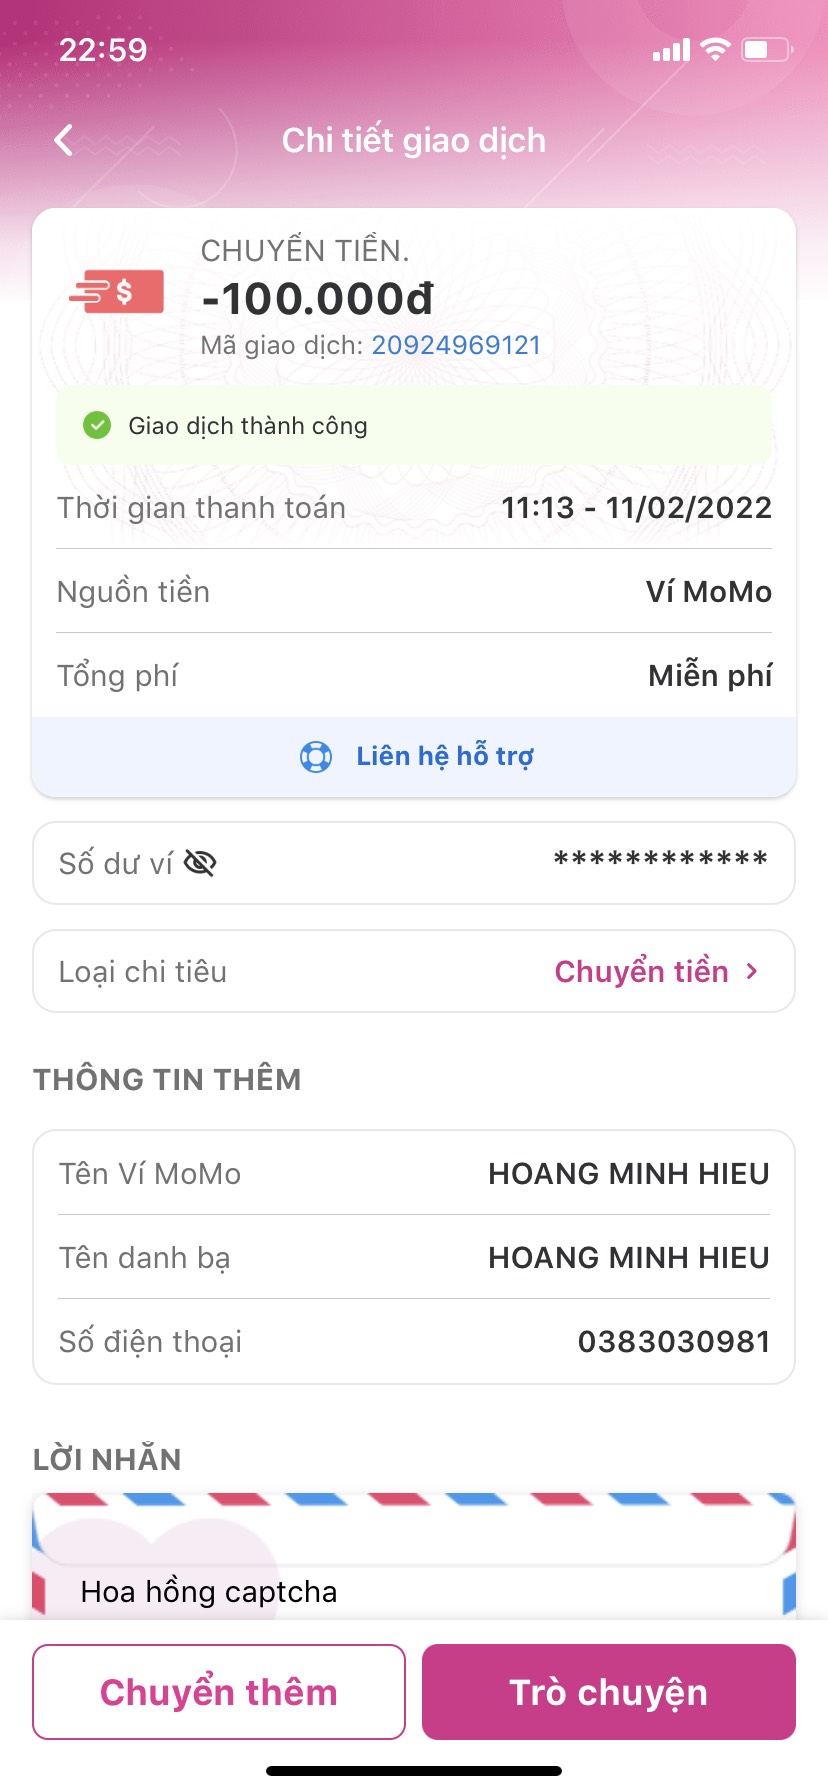 22:59
Chi tiết giao dịch
CHUYỂN TIỀN.
-100.000đ
Mã giao dịch: 20924969121
Giao dịch thành công
Thời gian thanh toán 11:13 - 11/02/2022
Nguồn tiền Ví MoMo
Tổng phí Miễn phí
Liên hệ hỗ trợ
Số dư ví ************
Loại chi tiêu Chuyển tiền
THÔNG TIN THÊM
Tên Ví MoMo HOANG MINH HIEU
Tên danh bạ HOANG MINH HIEU
Số điện thoại 0383030981
LỜI NHẮN
Hoa hồng captcha
Chuyển thêm Trò chuyện